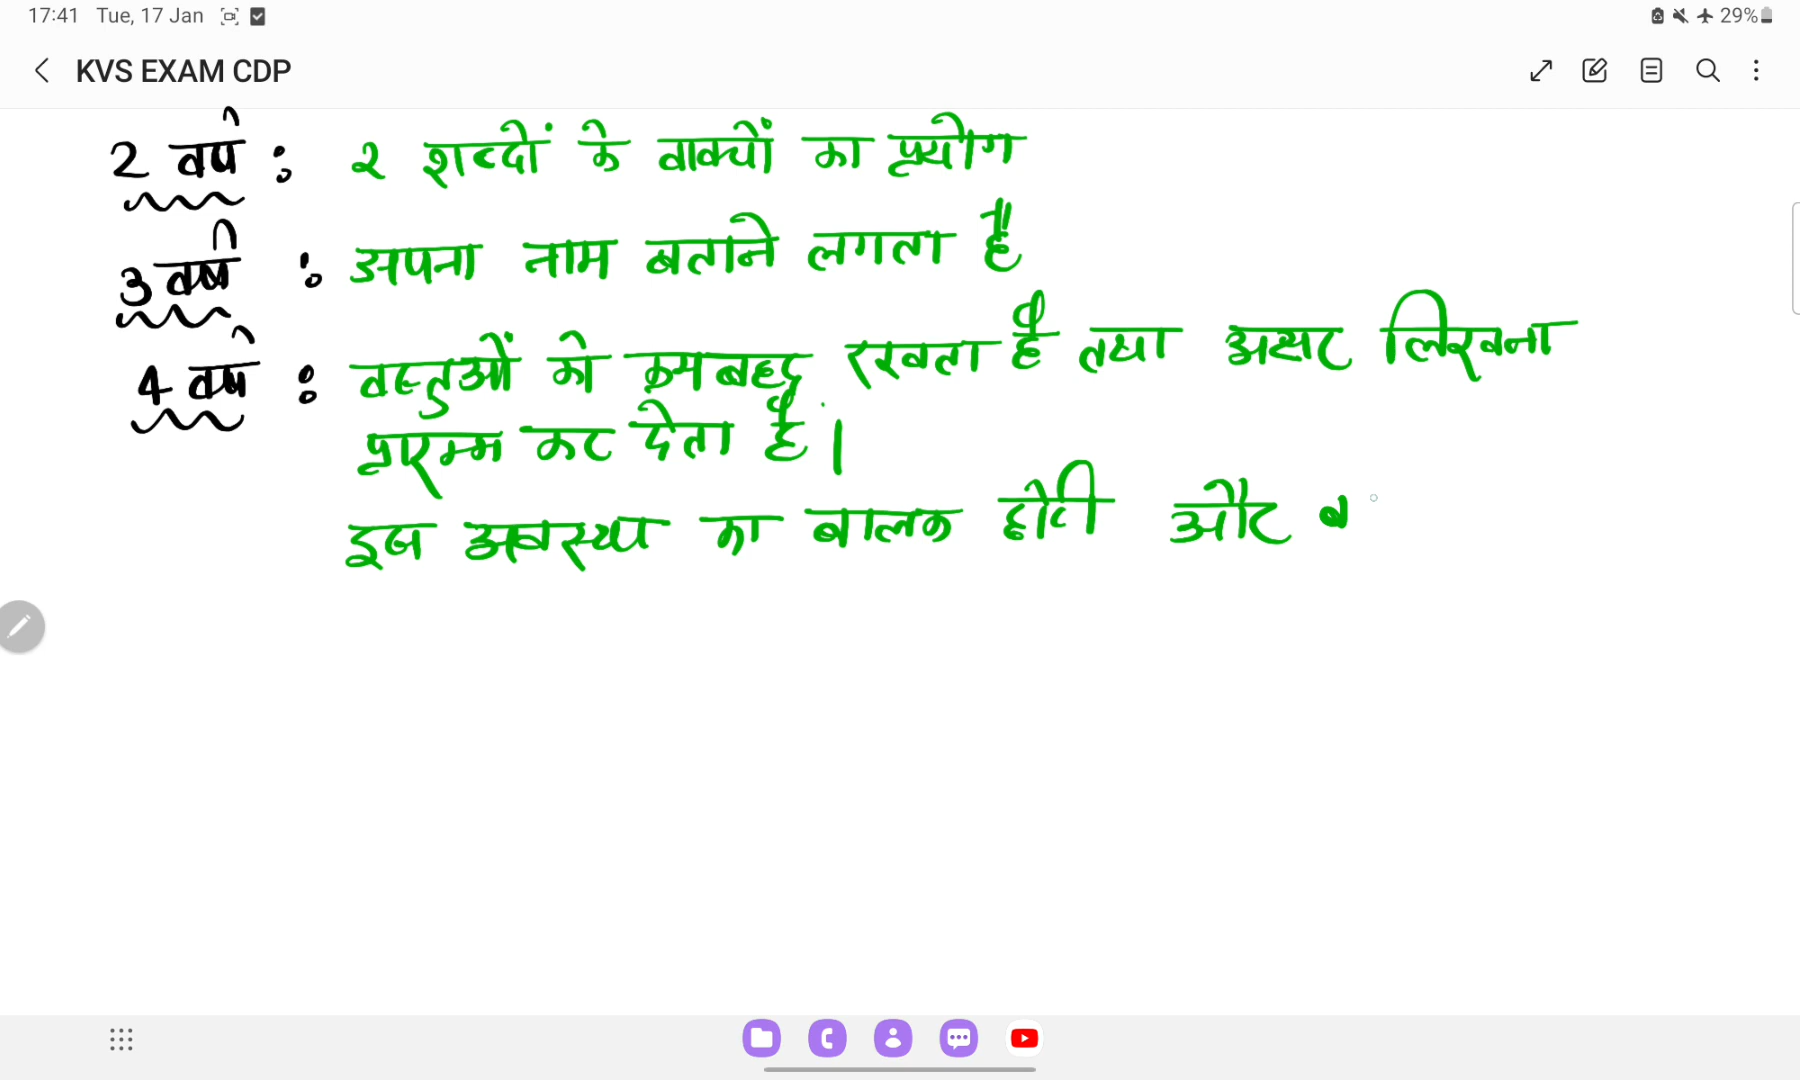 17:41 Tue, 17 Jan 29%
KVS EXAM CDP
2 वर्ष : २ शब्दों के वाक्यों का प्रयोग
3 वर्ष : अपना नाम बताने लगता है
4 वर्ष : वस्तुओं को क्रमबद्ध रखता है तथा अक्षर लिखना
प्रारम्भ कर देता है।
इस अवस्था का बालक छोटी और ब